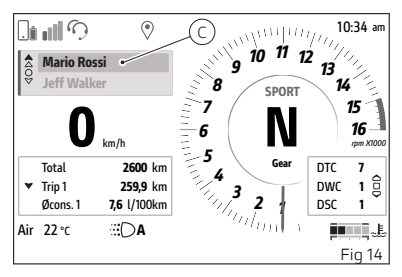 C
10:34 am
Mario Rossi
Jeff Walker
0 km/h
Total 2600 km
Trip 1 259,9 km
Øcons. 1 7,6 l/100km
Air 22 °C
A
1
2
3
4
5
6
7
8
9
10
11
12
13
14
15
16
rpm X1000
SPORT
N
Gear
DTC 7
DWC 1
DSC 1
Fig 14